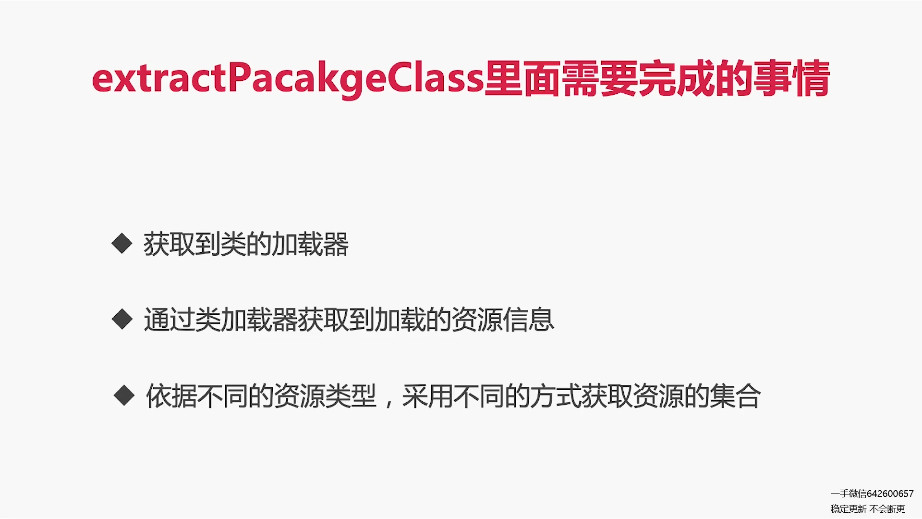 extractPacakgeClass里面需要完成的事情
◆ 获取到类的加载器
◆ 通过类加载器获取到加载的资源信息
◆ 依据不同的资源类型，采用不同的方式获取资源的集合
一手微信642600657
稳定更新 不会断更